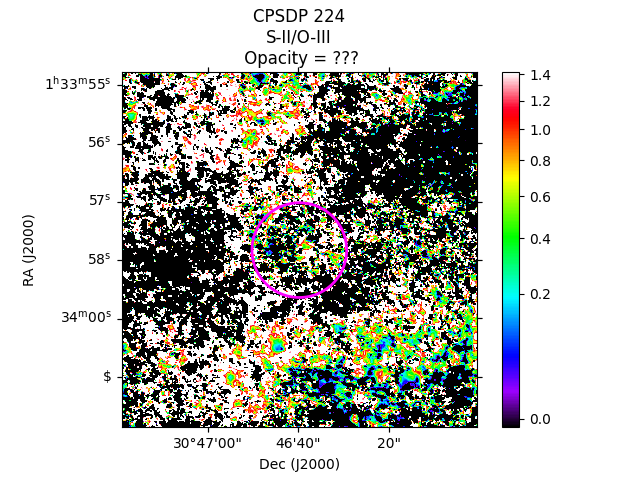 CPSDP 224
S-II/O-III
Opacity = ???
1ʰ33ᵐ55ˢ
56ˢ
57ˢ
58ˢ
34ᵐ00ˢ
$
30°47'00"
46'40"
20"
RA (J2000)
Dec (J2000)
1.4
1.2
1.0
0.8
0.6
0.4
0.2
0.0